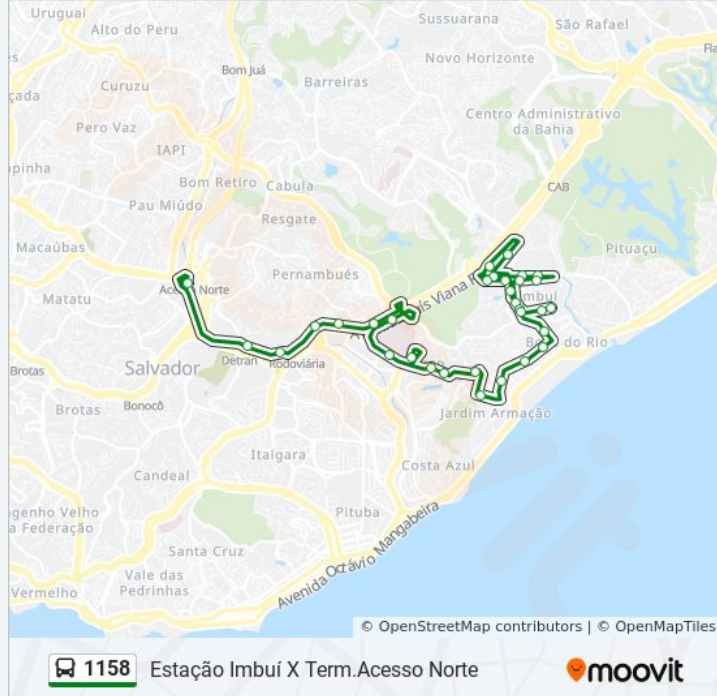 Uruguai
Sussuarana
São Rafael
Alto do Peru
Bom Juá
Novo Horizonte
Barreiras
Curuzu
Centro Administrativo
da Bahia
Pero Vaz
IAPI
Bom Retiro
Cabula
CAB
Pau Miúdo
Resgate
Macaúbas
Pernambués
Pituaçu
Matatu
Norte
Salvador
Detran
Rodoviária
Brotas
Bonocô
Brotas
Jardim Armação
Itaigara
Costa Azul
Candeal
Pituba
a Federação
Santa Cruz
Avenida Octávio Mangabeira
Vale das
Pedrinhas
Vermelho
© OpenStreetMap contributors | © OpenMapTiles
1158 Estação Imbuí X Term.Acesso Norte
moovit